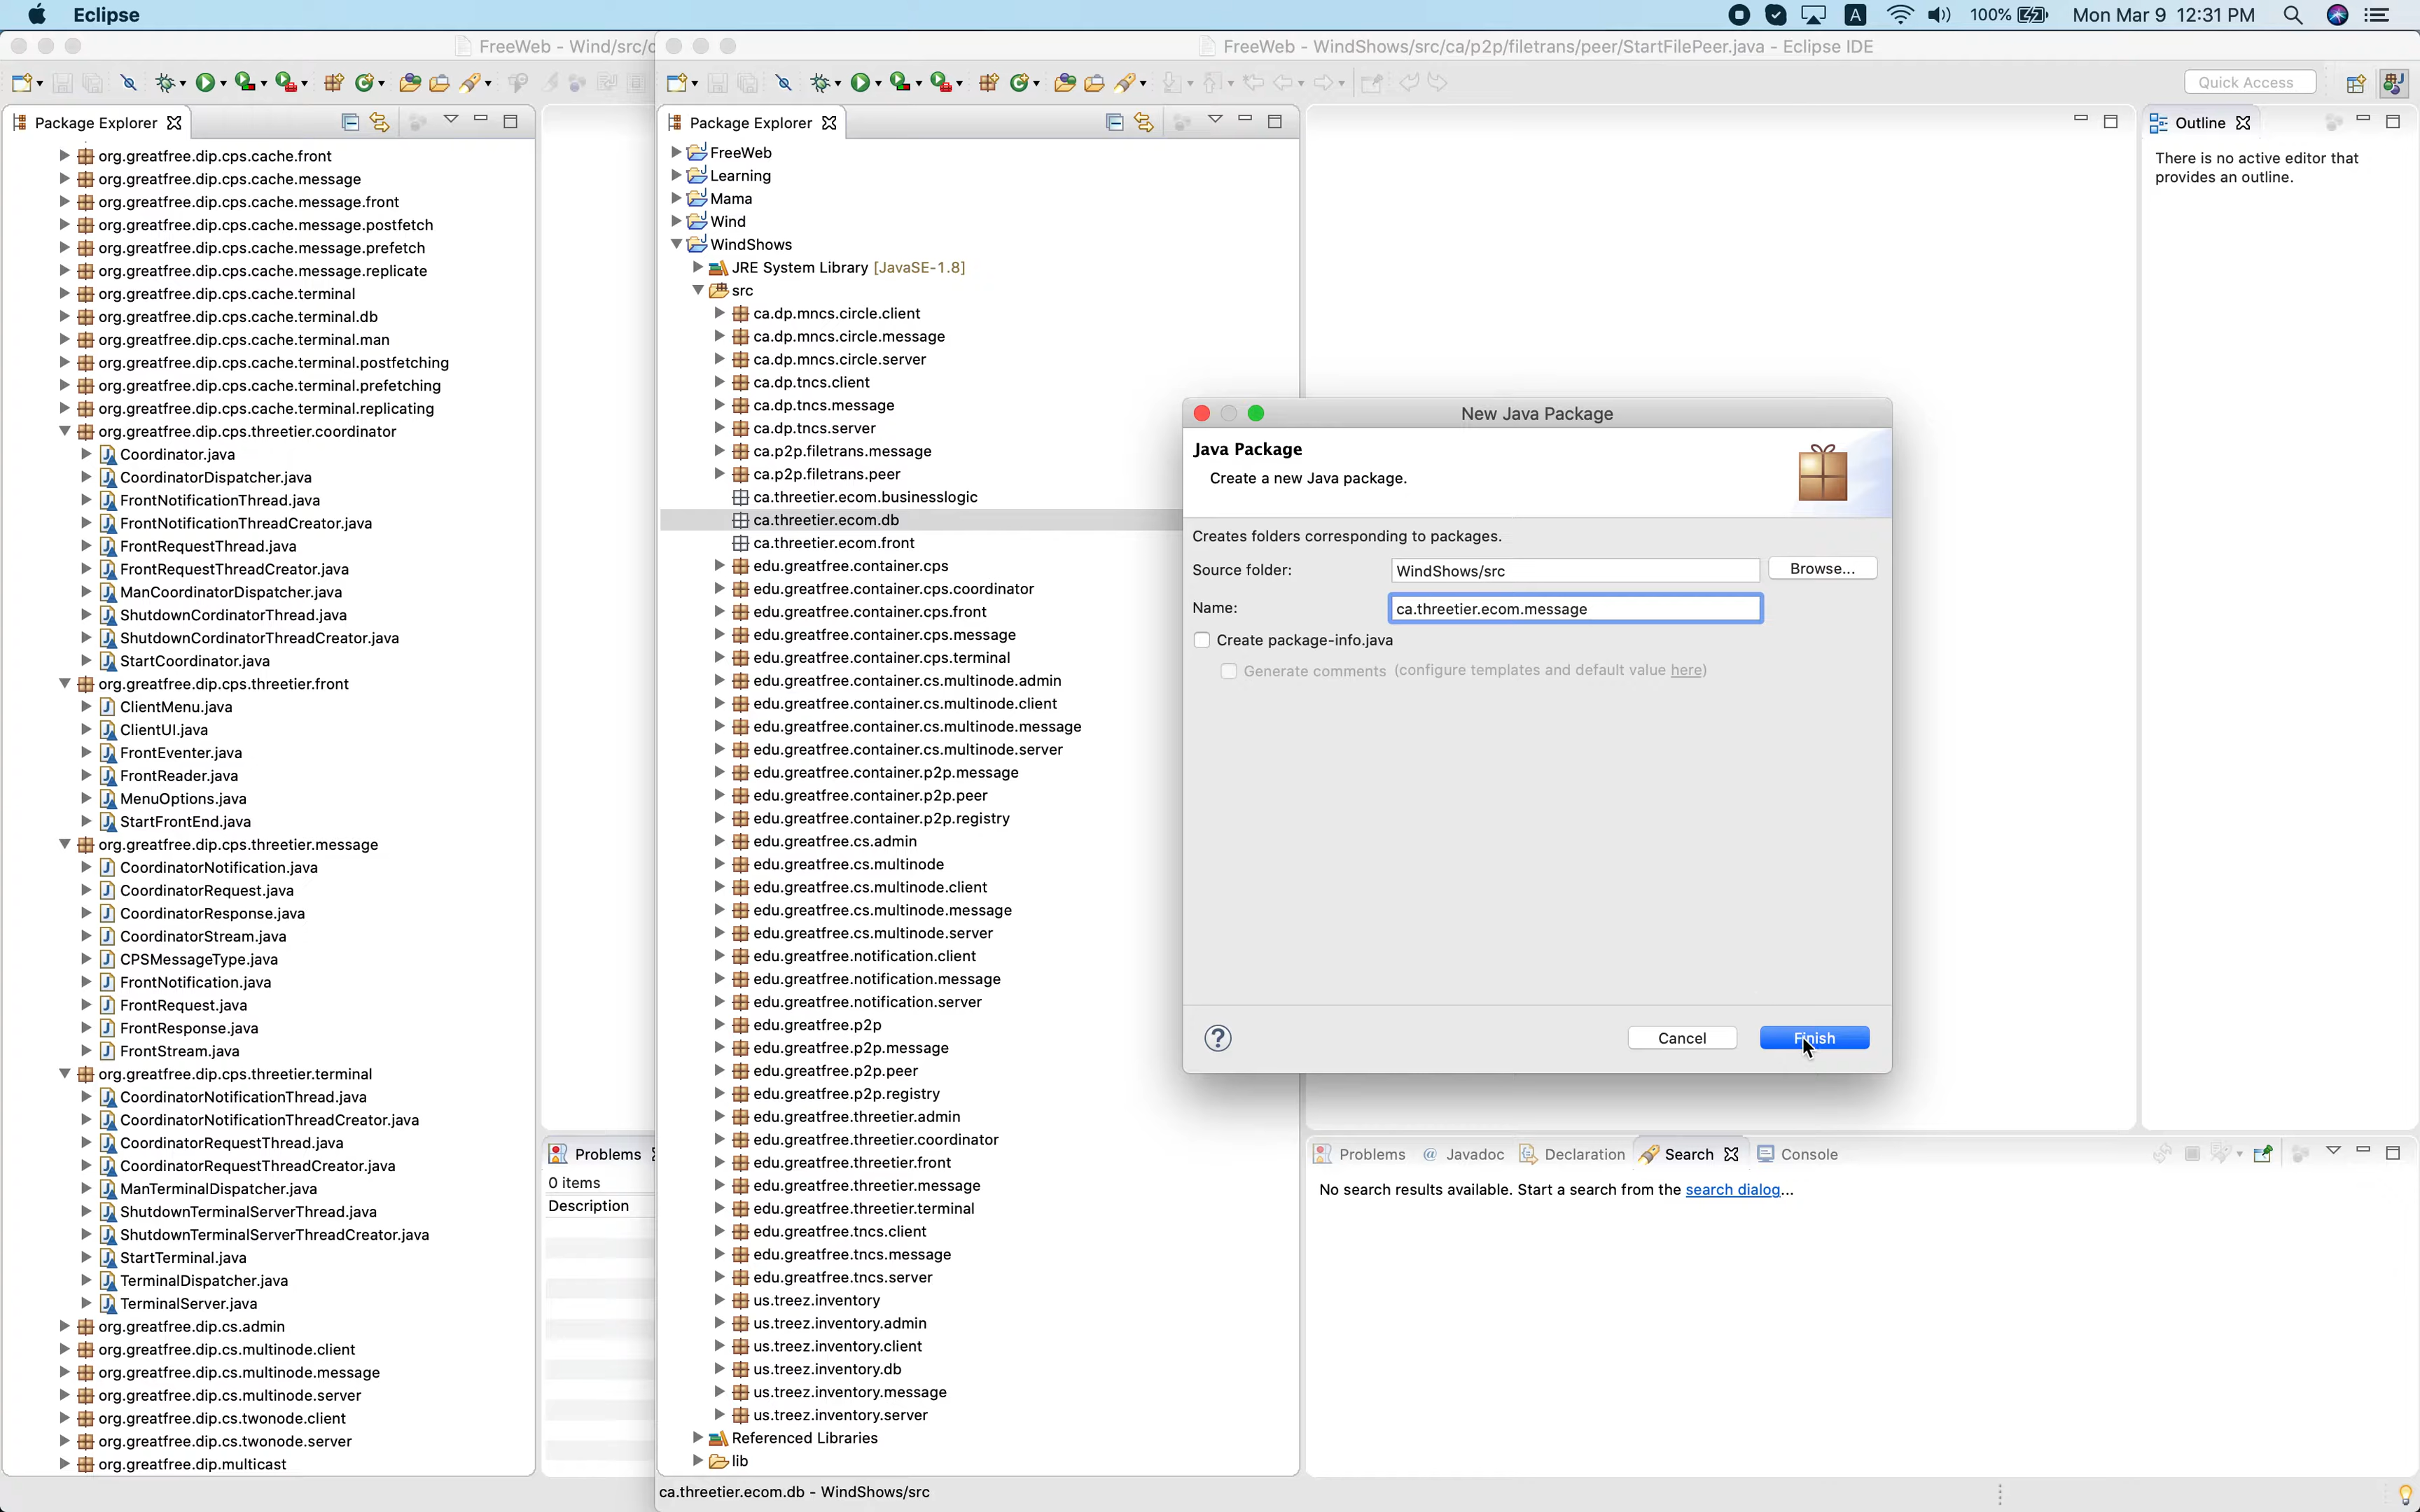 Eclipse
100%
Mon Mar 9 12:31 PM
FreeWeb - Wind/src/
FreeWeb - WindShows/src/ca/p2p/filetrans/peer/StartFilePeer.java - Eclipse IDE
Quick Access
Package Explorer
org.greatfree.dip.cps.cache.front
org.greatfree.dip.cps.cache.message
org.greatfree.dip.cps.cache.message.front
org.greatfree.dip.cps.cache.message.postfetch
org.greatfree.dip.cps.cache.message.prefetch
org.greatfree.dip.cps.cache.message.replicate
org.greatfree.dip.cps.cache.terminal
org.greatfree.dip.cps.cache.terminal.db
org.greatfree.dip.cps.cache.terminal.man
org.greatfree.dip.cps.cache.terminal.postfetching
org.greatfree.dip.cps.cache.terminal.prefetching
org.greatfree.dip.cps.cache.terminal.replicating
org.greatfree.dip.cps.threetier.coordinator
Coordinator.java
CoordinatorDispatcher.java
FrontNotificationThread.java
FrontNotificationThreadCreator.java
FrontRequestThread.java
FrontRequestThreadCreator.java
ManCoordinatorDispatcher.java
ShutdownCordinatorThread.java
ShutdownCordinatorThreadCreator.java
StartCoordinator.java
org.greatfree.dip.cps.threetier.front
ClientMenu.java
ClientUI.java
FrontEventer.java
FrontReader.java
MenuOptions.java
StartFrontEnd.java
org.greatfree.dip.cps.threetier.message
CoordinatorNotification.java
CoordinatorRequest.java
CoordinatorResponse.java
CoordinatorStream.java
CPSMessageType.java
FrontNotification.java
FrontRequest.java
FrontResponse.java
FrontStream.java
org.greatfree.dip.cps.threetier.terminal
CoordinatorNotificationThread.java
CoordinatorNotificationThreadCreator.java
CoordinatorRequestThread.java
CoordinatorRequestThreadCreator.java
ManTerminalDispatcher.java
ShutdownTerminalServerThread.java
ShutdownTerminalServerThreadCreator.java
StartTerminal.java
TerminalDispatcher.java
TerminalServer.java
org.greatfree.dip.cs.admin
org.greatfree.dip.cs.multinode.client
org.greatfree.dip.cs.multinode.message
org.greatfree.dip.cs.multinode.server
org.greatfree.dip.cs.twonode.client
org.greatfree.dip.cs.twonode.server
org.greatfree.dip.multicast
Problems
0 items
Description
Package Explorer
FreeWeb
Learning
Mama
Wind
WindShows
JRE System Library [JavaSE-1.8]
src
ca.dp.mncs.circle.client
ca.dp.mncs.circle.message
ca.dp.mncs.circle.server
ca.dp.tncs.client
ca.dp.tncs.message
ca.dp.tncs.server
ca.p2p.filetrans.message
ca.p2p.filetrans.peer
ca.threetier.ecom.businesslogic
ca.threetier.ecom.db
ca.threetier.ecom.front
edu.greatfree.container.cps
edu.greatfree.container.cps.coordinator
edu.greatfree.container.cps.front
edu.greatfree.container.cps.message
edu.greatfree.container.cps.terminal
edu.greatfree.container.cs.multinode.admin
edu.greatfree.container.cs.multinode.client
edu.greatfree.container.cs.multinode.message
edu.greatfree.container.cs.multinode.server
edu.greatfree.container.p2p.message
edu.greatfree.container.p2p.peer
edu.greatfree.container.p2p.registry
edu.greatfree.cs.admin
edu.greatfree.cs.multinode
edu.greatfree.cs.multinode.client
edu.greatfree.cs.multinode.message
edu.greatfree.cs.multinode.server
edu.greatfree.notification.client
edu.greatfree.notification.message
edu.greatfree.notification.server
edu.greatfree.p2p
edu.greatfree.p2p.message
edu.greatfree.p2p.peer
edu.greatfree.p2p.registry
edu.greatfree.threetier.admin
edu.greatfree.threetier.coordinator
edu.greatfree.threetier.front
edu.greatfree.threetier.message
edu.greatfree.threetier.terminal
edu.greatfree.tncs.client
edu.greatfree.tncs.message
edu.greatfree.tncs.server
us.treez.inventory
us.treez.inventory.admin
us.treez.inventory.client
us.treez.inventory.db
us.treez.inventory.message
us.treez.inventory.server
Referenced Libraries
lib
ca.threetier.ecom.db - WindShows/src
New Java Package
Java Package
Create a new Java package.
Creates folders corresponding to packages.
Source folder:
WindShows/src
Browse...
Name:
ca.threetier.ecom.message
Create package-info.java
Generate comments (configure templates and default value here)
Cancel
Finish
Outline
There is no active editor that
provides an outline.
Problems
Javadoc
Declaration
Search
Console
No search results available. Start a search from the search dialog...